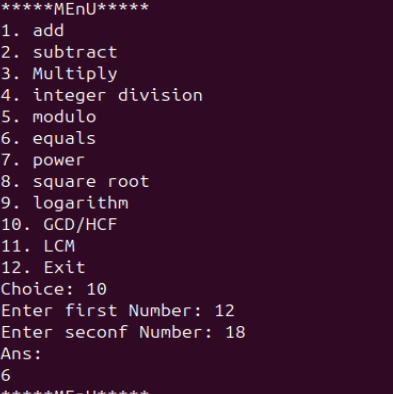 *****MEnU*****
1. add
2. subtract
3. Multiply
4. integer division
5. modulo
6. equals
7. power
8. square root
9. logarithm
10. GCD/HCF
11. LCM
12. Exit
Choice: 10
Enter first Number: 12
Enter seconf Number: 18
Ans:
6
*****MEnU*****